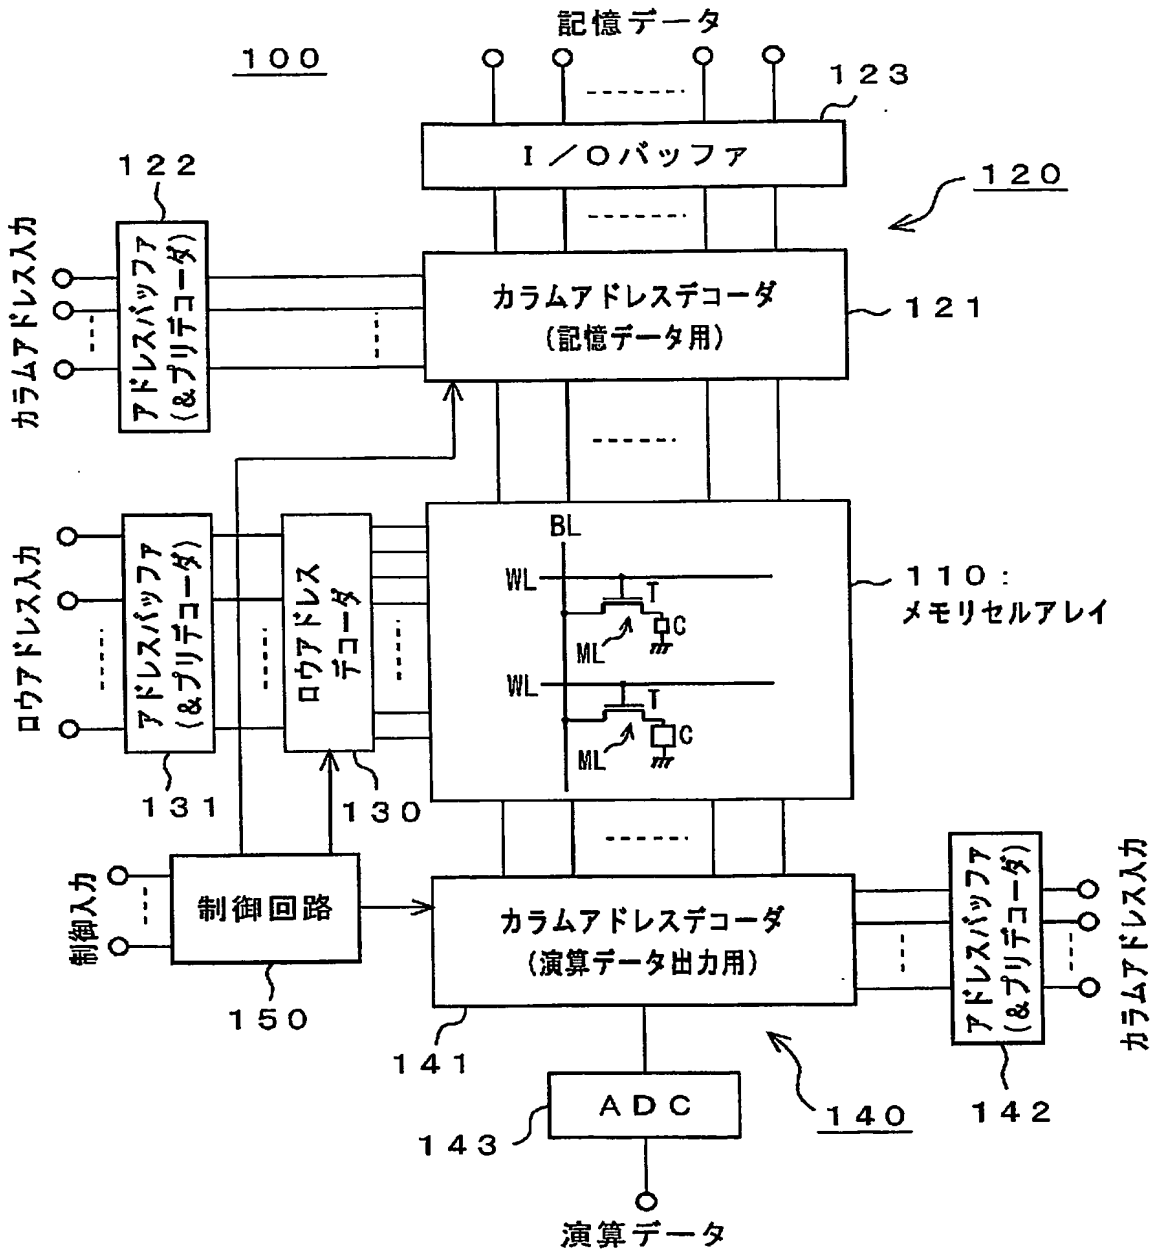 記憶データ
100
123
I/Oバッファ
122
120
カラムアドレス入力
アドレスバッファ
(&プリデコーダ)
カラムアドレスデコーダ
(記憶データ用)
121
BL
WL
T
C
ML
WL
T
C
ML
110:
メモリセルアレイ
ロウアドレス入力
アドレスバッファ
(&プリデコーダ)
ロウアドレス
デコーダ
131
130
制御入力
制御回路
150
カラムアドレスデコーダ
(演算データ出力用)
141
アドレスバッファ
(&プリデコーダ)
カラムアドレス入力
142
ADC
143
140
演算データ